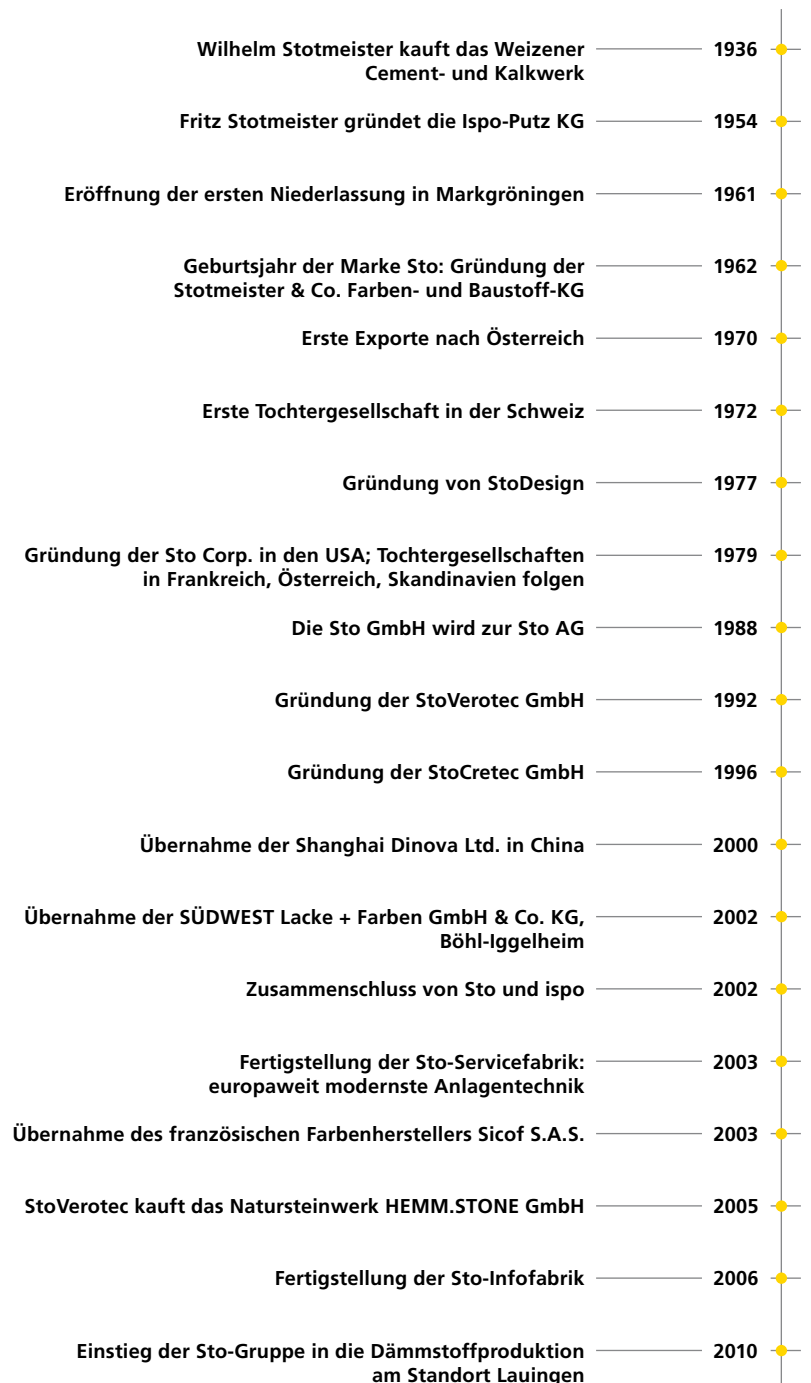 Wilhelm Stotmeister kauft das Weizener 1936
Cement- und Kalkwerk
Fritz Stotmeister gründet die Ispo-Putz KG 1954
Eröffnung der ersten Niederlassung in Markgröningen 1961
Geburtsjahr der Marke Sto: Gründung der 1962
Stotmeister & Co. Farben- und Baustoff-KG
Erste Exporte nach Österreich 1970
Erste Tochtergesellschaft in der Schweiz 1972
Gründung von StoDesign 1977
Gründung der Sto Corp. in den USA; Tochtergesellschaften 1979
in Frankreich, Österreich, Skandinavien folgen
Die Sto GmbH wird zur Sto AG 1988
Gründung der StoVerotec GmbH 1992
Gründung der StoCretec GmbH 1996
Übernahme der Shanghai Dinova Ltd. in China 2000
Übernahme der SÜDWEST Lacke + Farben GmbH & Co. KG, 2002
Böhl-Iggelheim
Zusammenschluss von Sto und ispo 2002
Fertigstellung der Sto-Servicefabrik: 2003
europaweit modernste Anlagentechnik
Übernahme des französischen Farbenherstellers Sicof S.A.S. 2003
StoVerotec kauft das Natursteinwerk HEMM.STONE GmbH 2005
Fertigstellung der Sto-Infofabrik 2006
Einstieg der Sto-Gruppe in die Dämmstoffproduktion 2010
am Standort Lauingen